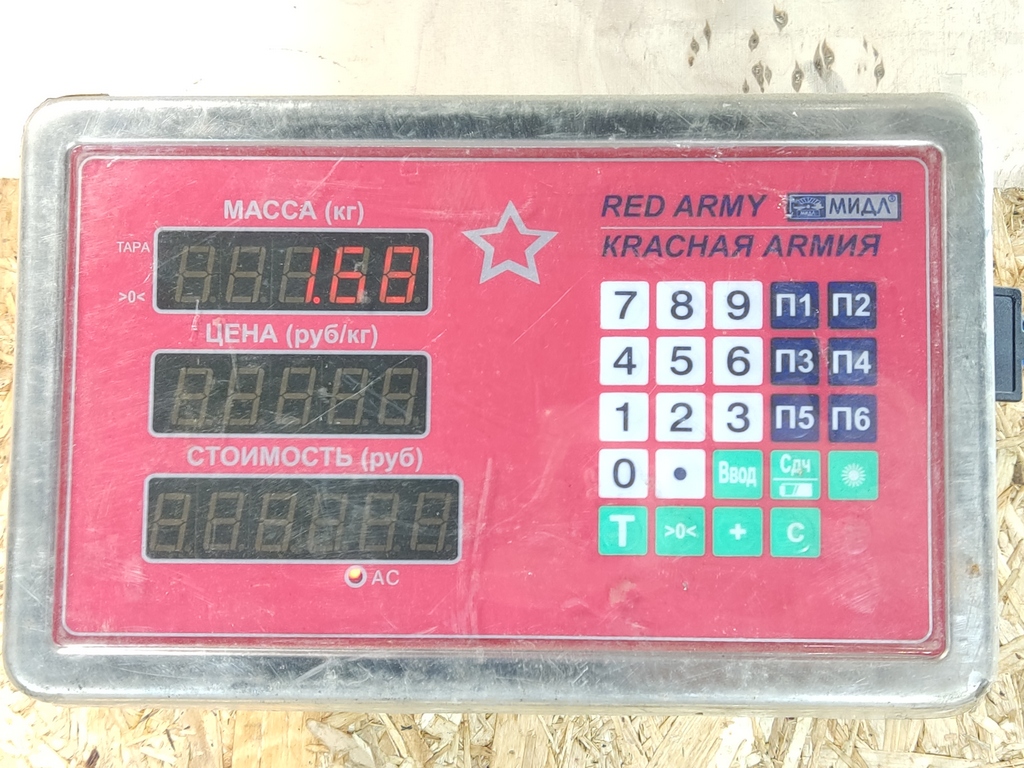 МАССА (кг)
ТАРА
1.68
>0<
ЦЕНА (руб/кг)
СТОИМОСТЬ (руб)
AC
RED ARMY МИДЛ®
КRАСНАЯ АRМИЯ
7 8 9 П1 П2
4 5 6 П3 П4
1 2 3 П5 П6
0 • Ввод Сдч
T >0< + C